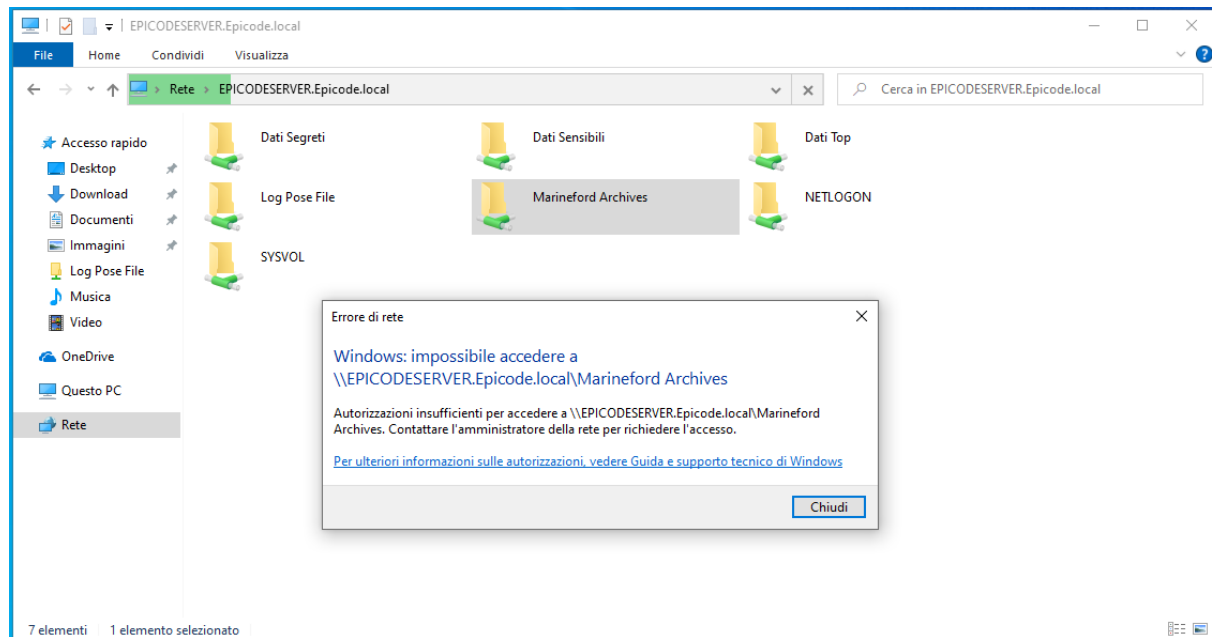 EPICODESERVER.Epicode.local
File Home Condividi Visualizza
Rete EPICODESERVER.Epicode.local Cerca in EPICODESERVER.Epicode.local
Accesso rapido
Desktop
Download
Documenti
Immagini
Log Pose File
Musica
Video
OneDrive
Questo PC
Rete
Dati Segreti Dati Sensibili Dati Top
Log Pose File Marineford Archives NETLOGON
SYSVOL
Errore di rete
Windows: impossibile accedere a
\\EPICODESERVER.Epicode.local\Marineford Archives
Autorizzazioni insufficienti per accedere a \\EPICODESERVER.Epicode.local\Marineford
Archives. Contattare l'amministratore della rete per richiedere l'accesso.
Per ulteriori informazioni sulle autorizzazioni, vedere Guida e supporto tecnico di Windows
Chiudi
7 elementi 1 elemento selezionato